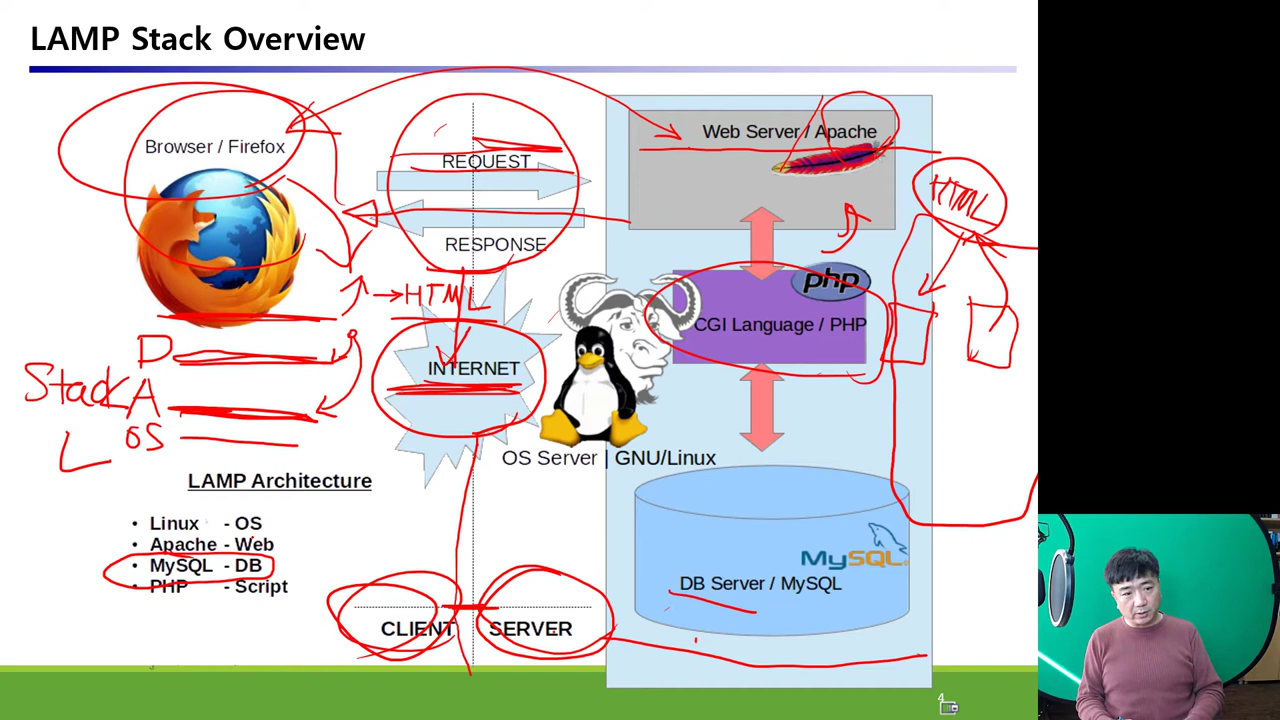 LAMP Stack Overview
Browser / Firefox
REQUEST
RESPONSE
Web Server / Apache
HTML
php
CGI Language / PHP
→HTML
INTERNET
D
Stack A
L OS
OS Server | GNU/Linux
LAMP Architecture
• Linux - OS
• Apache - Web
• MySQL - DB
• PHP - Script
MySQL
DB Server / MySQL
CLIENT
SERVER
4